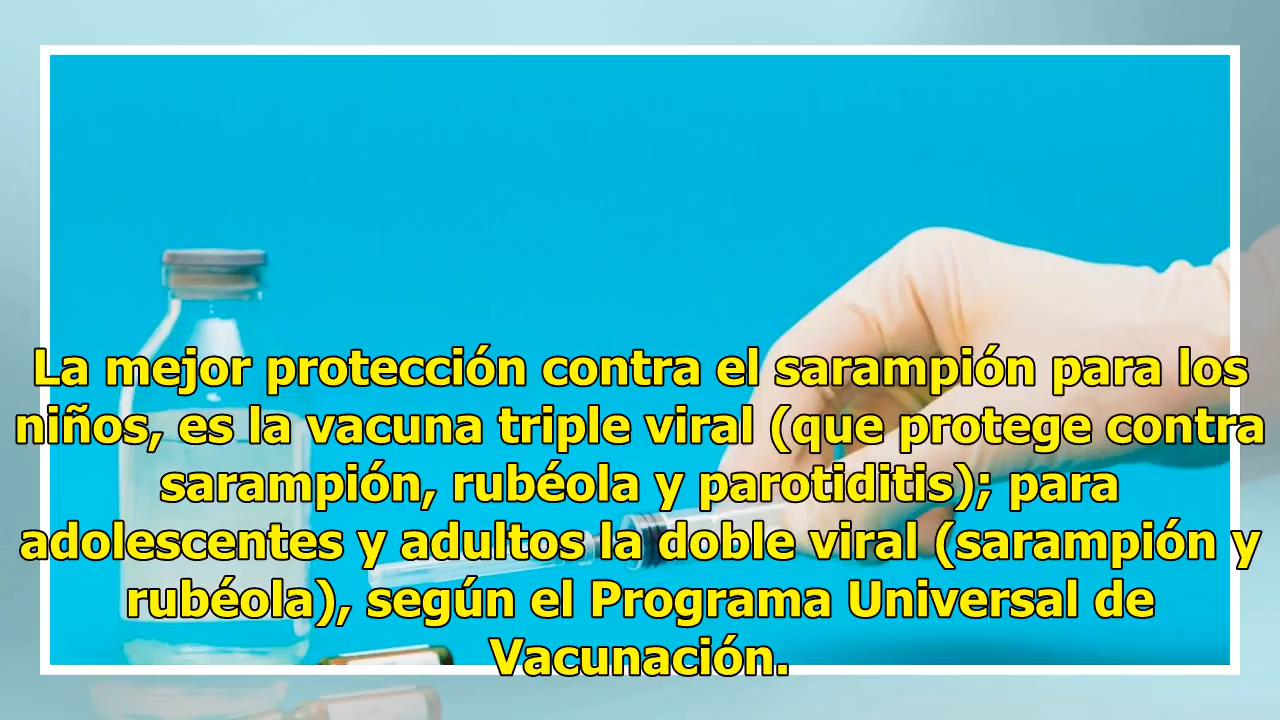 La mejor protección contra el sarampión para los
niños, es la vacuna triple viral (que protege contra
sarampión, rubéola y parotiditis); para
adolescentes y adultos la doble viral (sarampión y
rubéola), según el Programa Universal de
Vacunación.